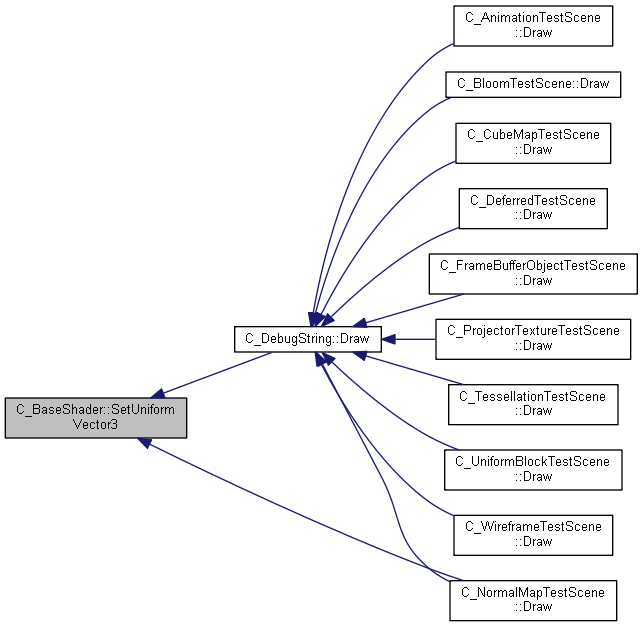 C_AnimationTestScene
::Draw
C_BloomTestScene::Draw
C_CubeMapTestScene
::Draw
C_DeferredTestScene
::Draw
C_FrameBufferObjectTestScene
::Draw
C_DebugString::Draw
C_ProjectorTextureTestScene
::Draw
C_TessellationTestScene
::Draw
C_BaseShader::SetUniform
Vector3
C_UniformBlockTestScene
::Draw
C_WireframeTestScene
::Draw
C_NormalMapTestScene
::Draw